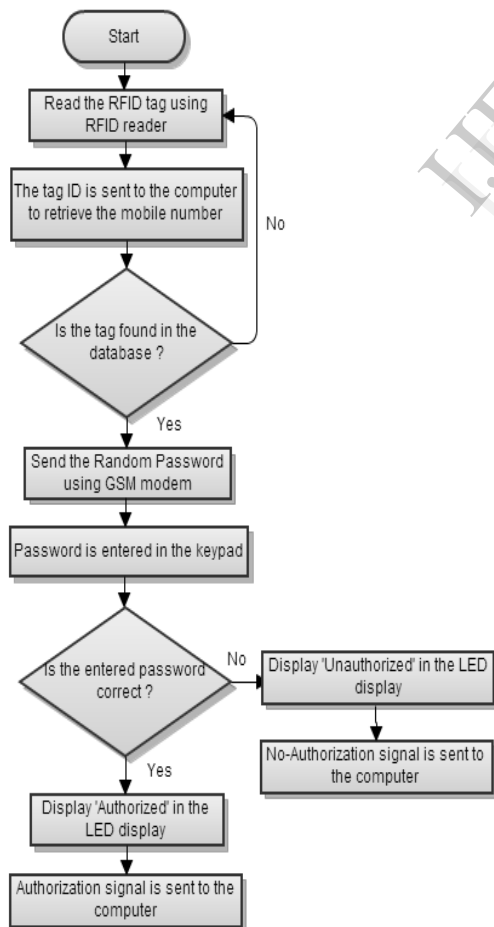 Start
Read the RFID tag using
RFID reader
The tag ID is sent to the computer
to retrieve the mobile number
No
Is the tag found in the
database ?
Yes
Send the Random Password
using GSM modem
Password is entered in the keypad
Is the entered password
correct ?
No
Display 'Unauthorized' in the LED
display
No-Authorization signal is sent to
the computer
Yes
Display 'Authorized' in the
LED display
Authorization signal is sent to the
computer